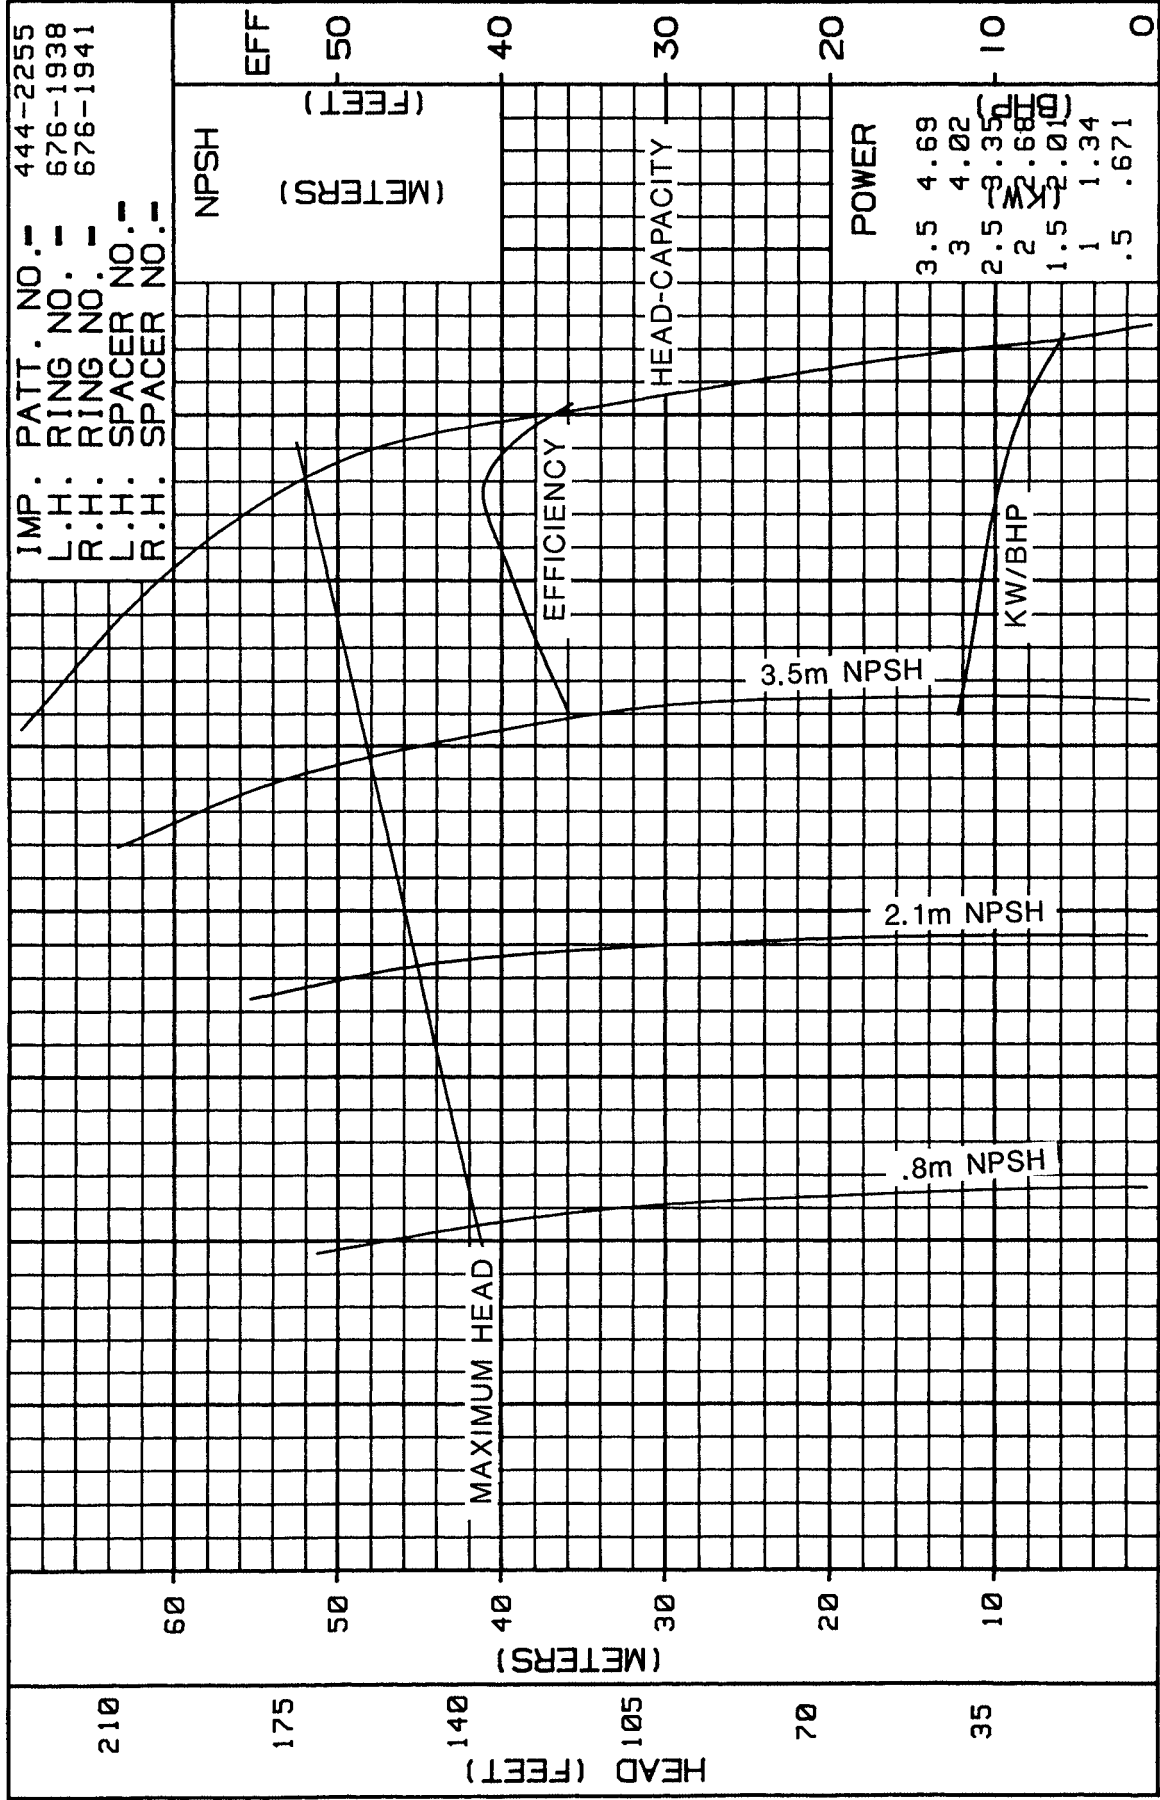 IMP. PATT. NO.- 444-2255
L.H. RING NO. - 676-1938
R.H. RING NO. - 676-1941
L.H. SPACER NO.-
R.H. SPACER NO.-
EFF
50
40
30
20
10
0
NPSH
(FEET)
(METERS)
POWER
(KW)
(BHP)
3.5 4.69
3 4.02
2.5 3.35
2 2.68
1.5 2.01
1 1.34
.5 .671
HEAD-CAPACITY
EFFICIENCY
KW/BHP
3.5m NPSH
2.1m NPSH
.8m NPSH
MAXIMUM HEAD
60
50
40
30
20
10
(METERS)
210
175
140
105
70
35
HEAD (FEET)